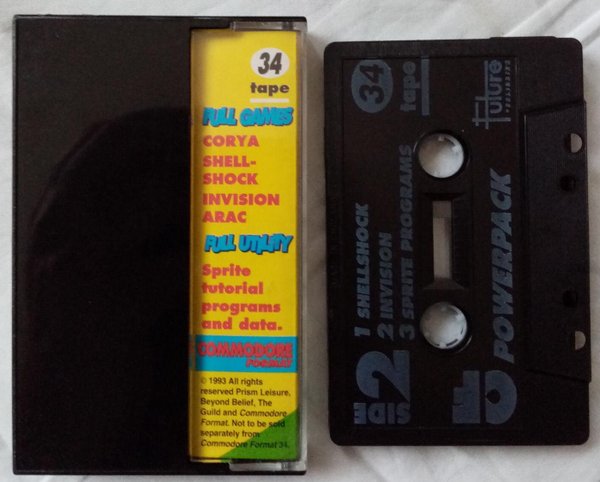 34
tape
FULL GAMES
CORYA
SHELL-
SHOCK
INVISION
ARAC
FULL UTILITY
Sprite
tutorial
programs
and data.
COMMODORE
FORMAT
© 1993 All rights
reserved Prism Leisure,
Beyond Belief, The
Guild and Commodore
Format. Not to be sold
separately from
Commodore Format 34.
34
tape
Future
PUBLISHING
SIDE 2
1 SHELLSHOCK
2 INVISION
3 SPRITE PROGRAMS
CF
POWERPACK